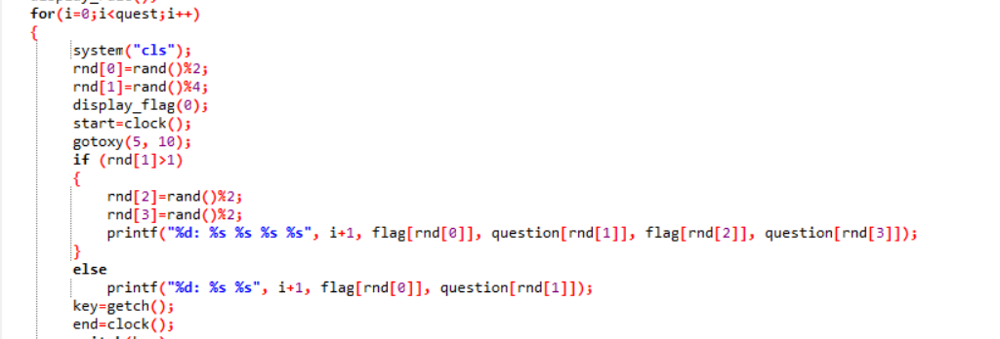 for(i=0;i<quest;i++)
{
system("cls");
rnd[0]=rand()%2;
rnd[1]=rand()%4;
display_flag(0);
start=clock();
gotoxy(5, 10);
if (rnd[1]>1)
{
rnd[2]=rand()%2;
rnd[3]=rand()%2;
printf("%d: %s %s %s %s", i+1, flag[rnd[0]], question[rnd[1]], flag[rnd[2]], question[rnd[3]]);
}
else
printf("%d: %s %s", i+1, flag[rnd[0]], question[rnd[1]]);
key=getch();
end=clock();